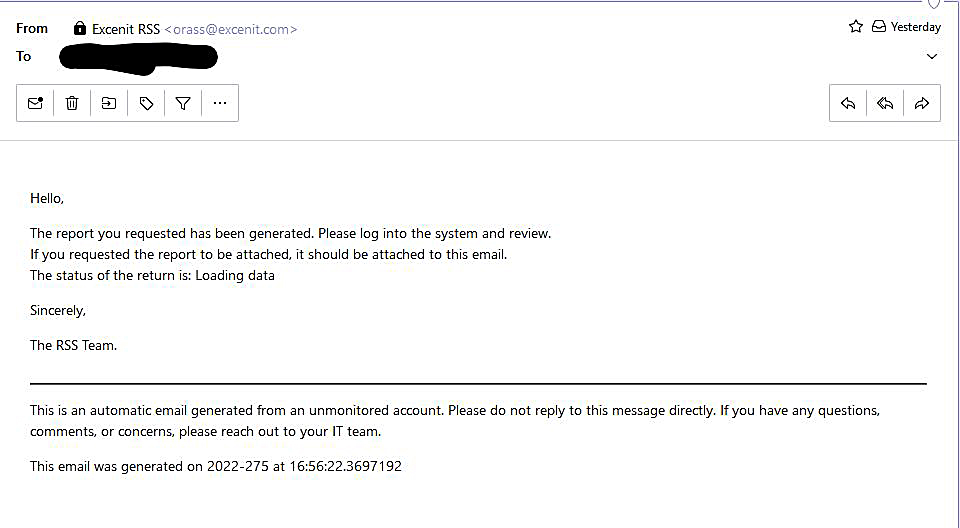 From Excenit RSS <orass@excenit.com> Yesterday
To
Hello,
The report you requested has been generated. Please log into the system and review.
If you requested the report to be attached, it should be attached to this email.
The status of the return is: Loading data
Sincerely,
The RSS Team.
This is an automatic email generated from an unmonitored account. Please do not reply to this message directly. If you have any questions,
comments, or concerns, please reach out to your IT team.
This email was generated on 2022-275 at 16:56:22.3697192